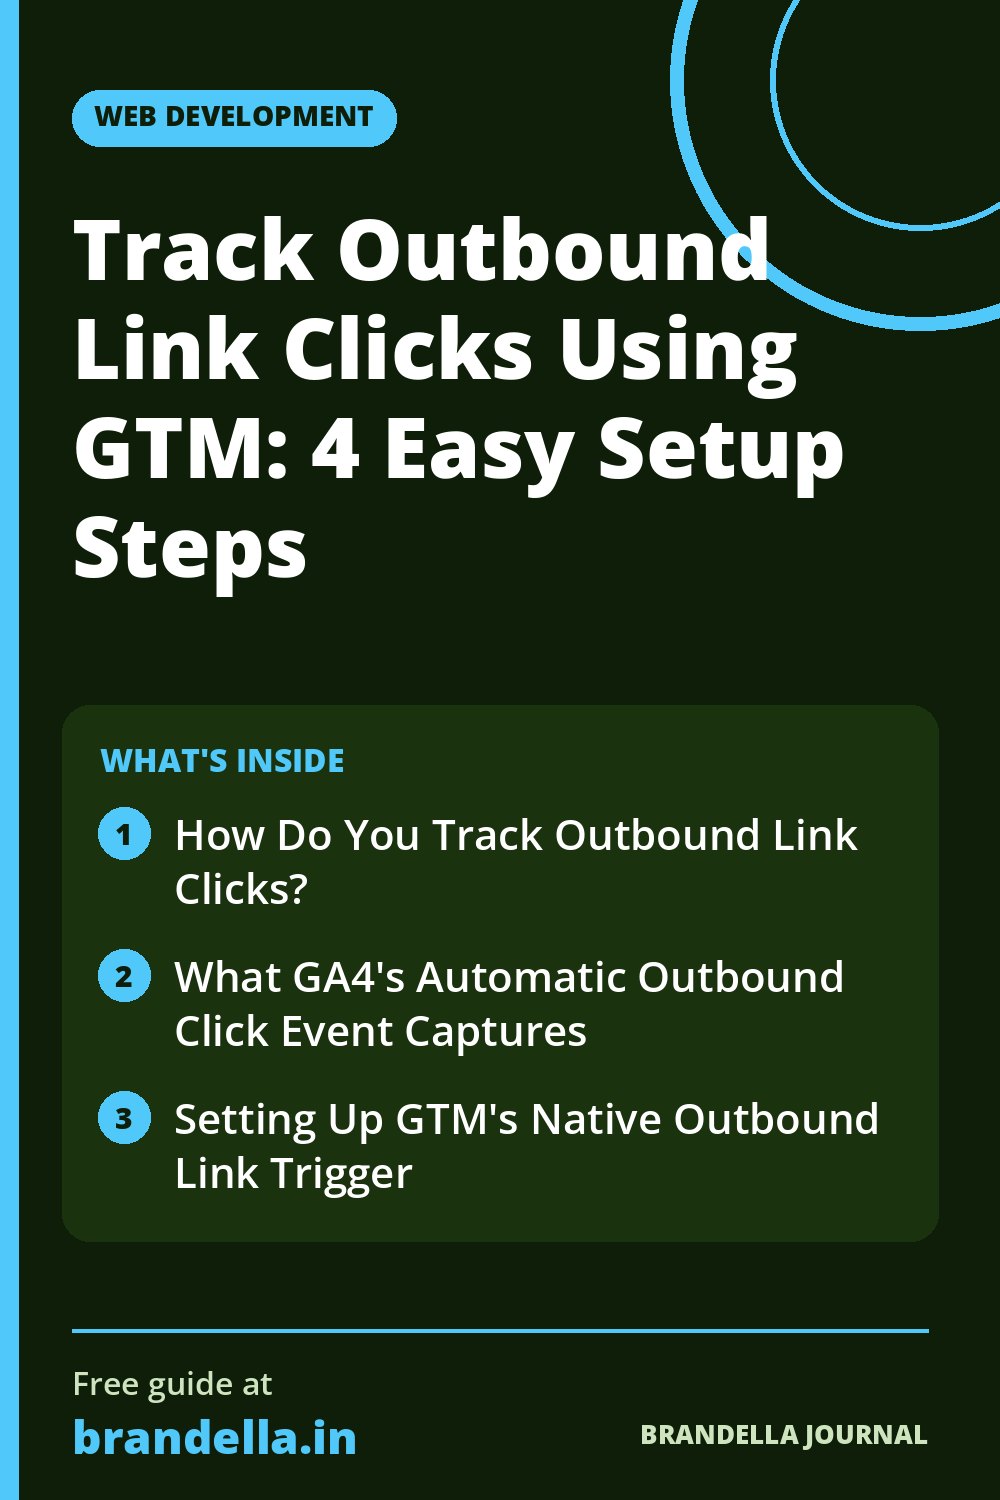 WEB DEVELOPMENT
Track Outbound
Link Clicks Using
GTM: 4 Easy Setup
Steps
WHAT'S INSIDE
1 How Do You Track Outbound Link
Clicks?
2 What GA4's Automatic Outbound
Click Event Captures
3 Setting Up GTM's Native Outbound
Link Trigger
Free guide at
brandella.in
BRANDELLA JOURNAL